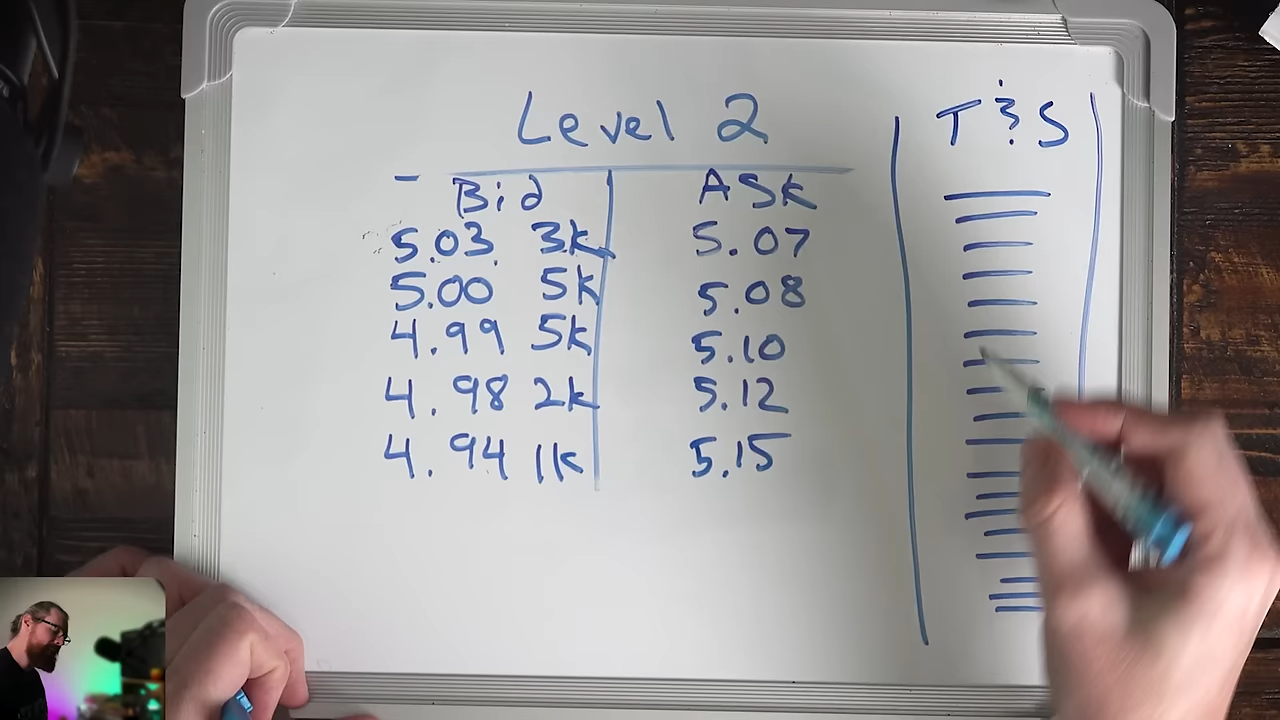 Level 2
T & S
Bid Ask
5.03 3k 5.07
5.00 5k 5.08
4.99 5k 5.10
4.98 2k 5.12
4.94 1k 5.15